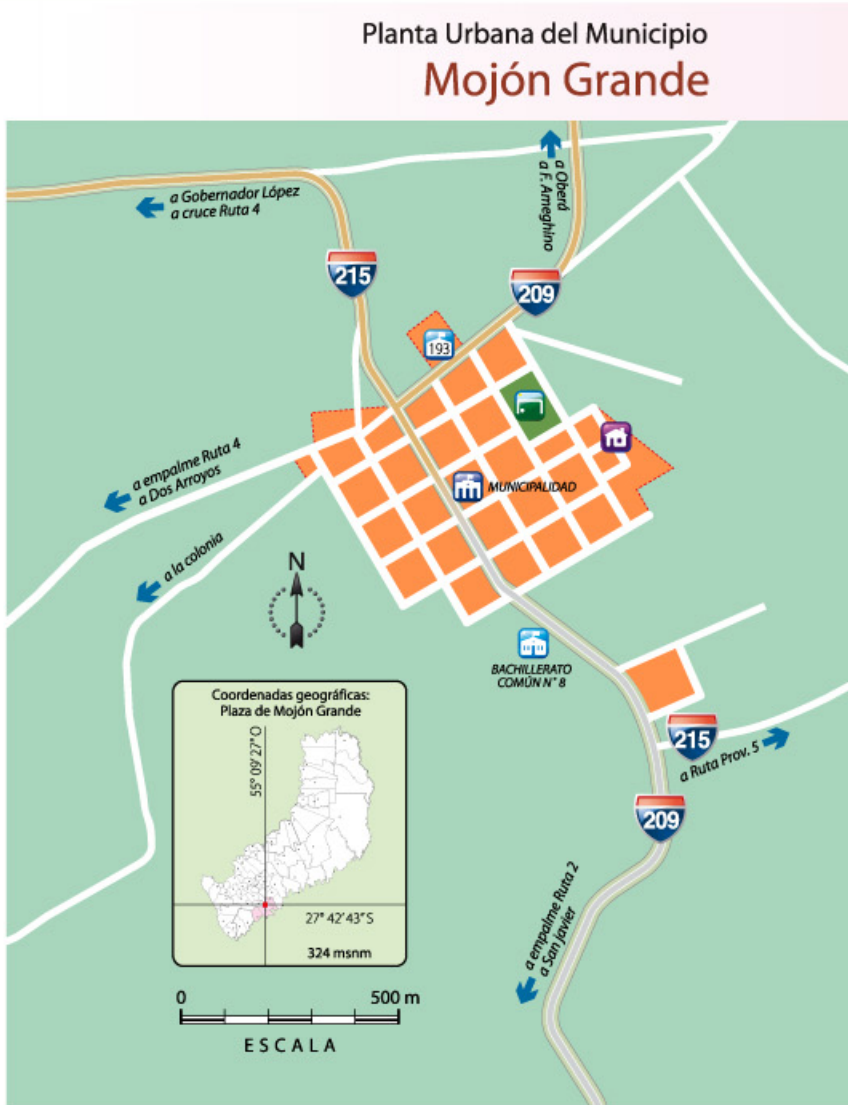 Planta Urbana del Municipio
Mojón Grande
a Gobernador López
a cruce Ruta 4
a Oberá
a F. Ameghino
215
209
193
a empalme Ruta 4
a Dos Arroyos
MUNICIPALIDAD
a la colonia
N
BACHILLERATO
COMÚN N° 8
Coordenadas geográficas:
Plaza de Mojón Grande
55° 09' 27" O
27° 42' 43" S
324 msnm
215
a Ruta Prov. 5
209
a empalme Ruta 2
a San javier
0 500 m
ESCALA